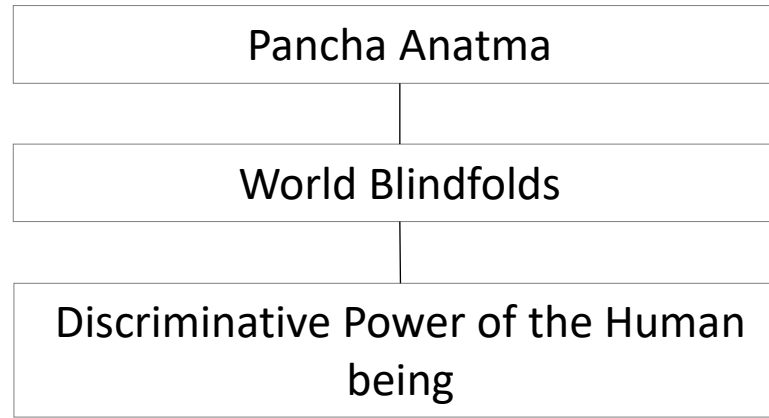 Pancha Anatma
World Blindfolds
Discriminative Power of the Human
being